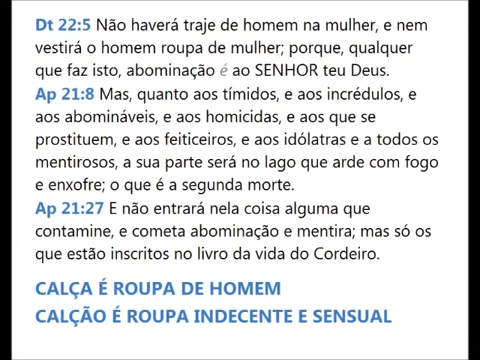 Dt 22:5 Não haverá traje de homem na mulher, e nem
vestirá o homem roupa de mulher; porque, qualquer
que faz isto, abominação é ao SENHOR teu Deus.
Ap 21:8 Mas, quanto aos tímidos, e aos incrédulos, e
aos abomináveis, e aos homicidas, e aos que se
prostituem, e aos feiticeiros, e aos idólatras e a todos os
mentirosos, a sua parte será no lago que arde com fogo
e enxofre; o que é a segunda morte.
Ap 21:27 E não entrará nela coisa alguma que
contamine, e cometa abominação e mentira; mas só os
que estão inscritos no livro da vida do Cordeiro.
CALÇA É ROUPA DE HOMEM
CALÇÃO É ROUPA INDECENTE E SENSUAL